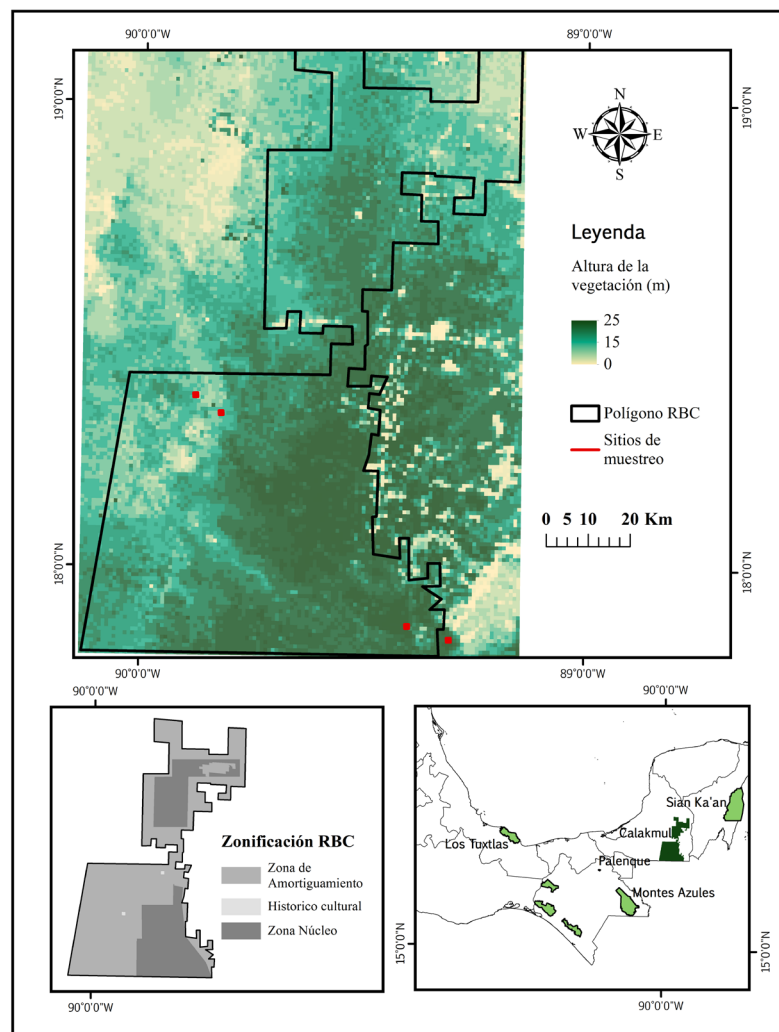 90°0'0"W
89°0'0"W
19°0'0"N
19°0'0"N
N
W
E
S
Leyenda
Altura de la
vegetación (m)
25
15
0
Polígono RBC
Sitios de
muestreo
0 5 10 20 Km
18°0'0"N
18°0'0"N
90°0'0"W
89°0'0"W
90°0'0"W
Zonificación RBC
Zona de
Amortiguamiento
Historico cultural
Zona Núcleo
90°0'0"W
90°0'0"W
Sian Ka'an
Calakmul
Los Tuxtlas
Palenque
Montes Azules
15°0'0"N
15°0'0"N
90°0'0"W